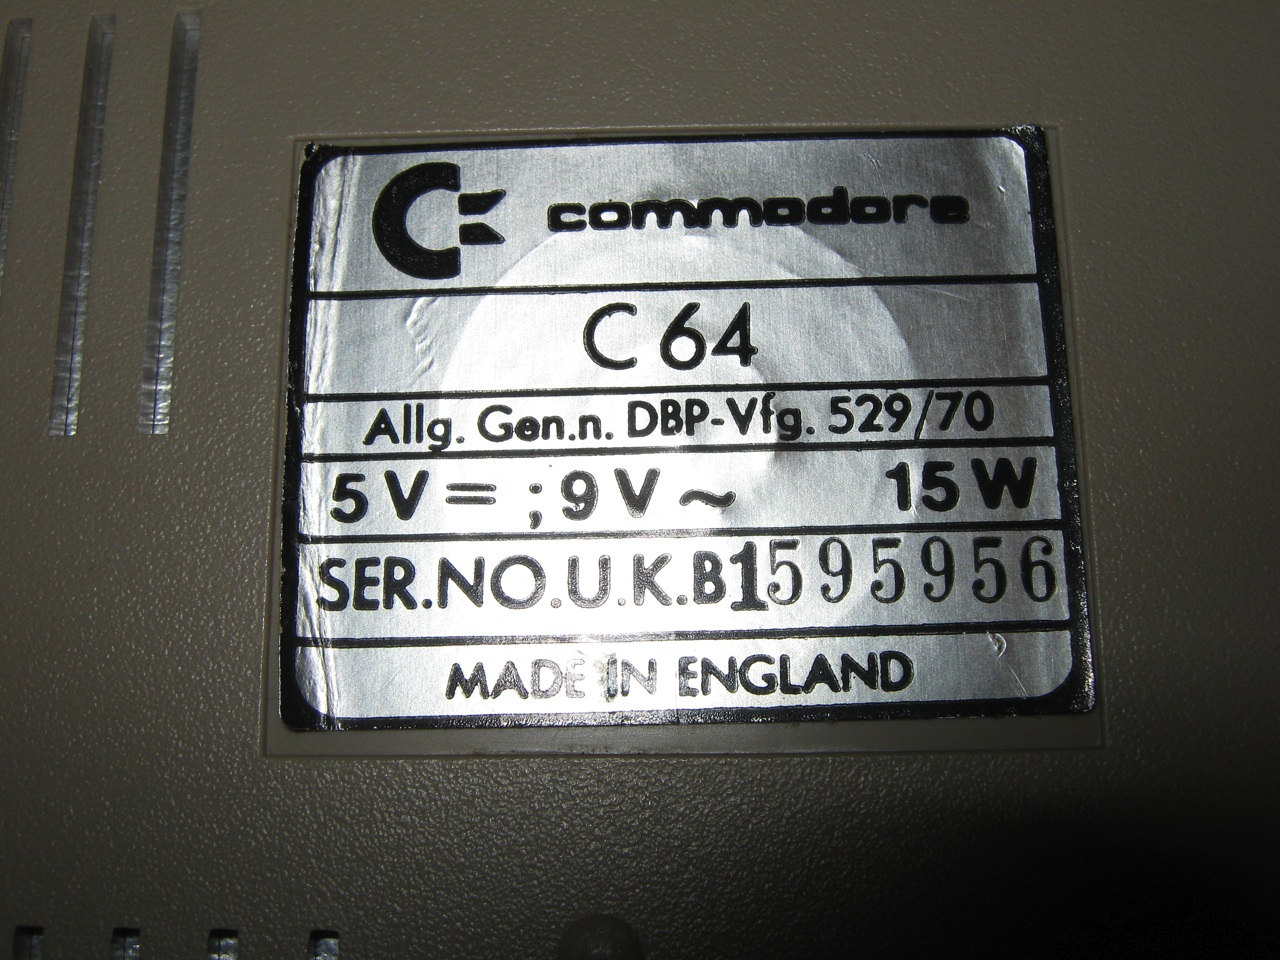 commodore
C 64
Allg. Gen.n. DBP-Vfg. 529/70
5 V = ; 9 V ~ 15 W
SER.NO.U.K.B1595956
MADE IN ENGLAND